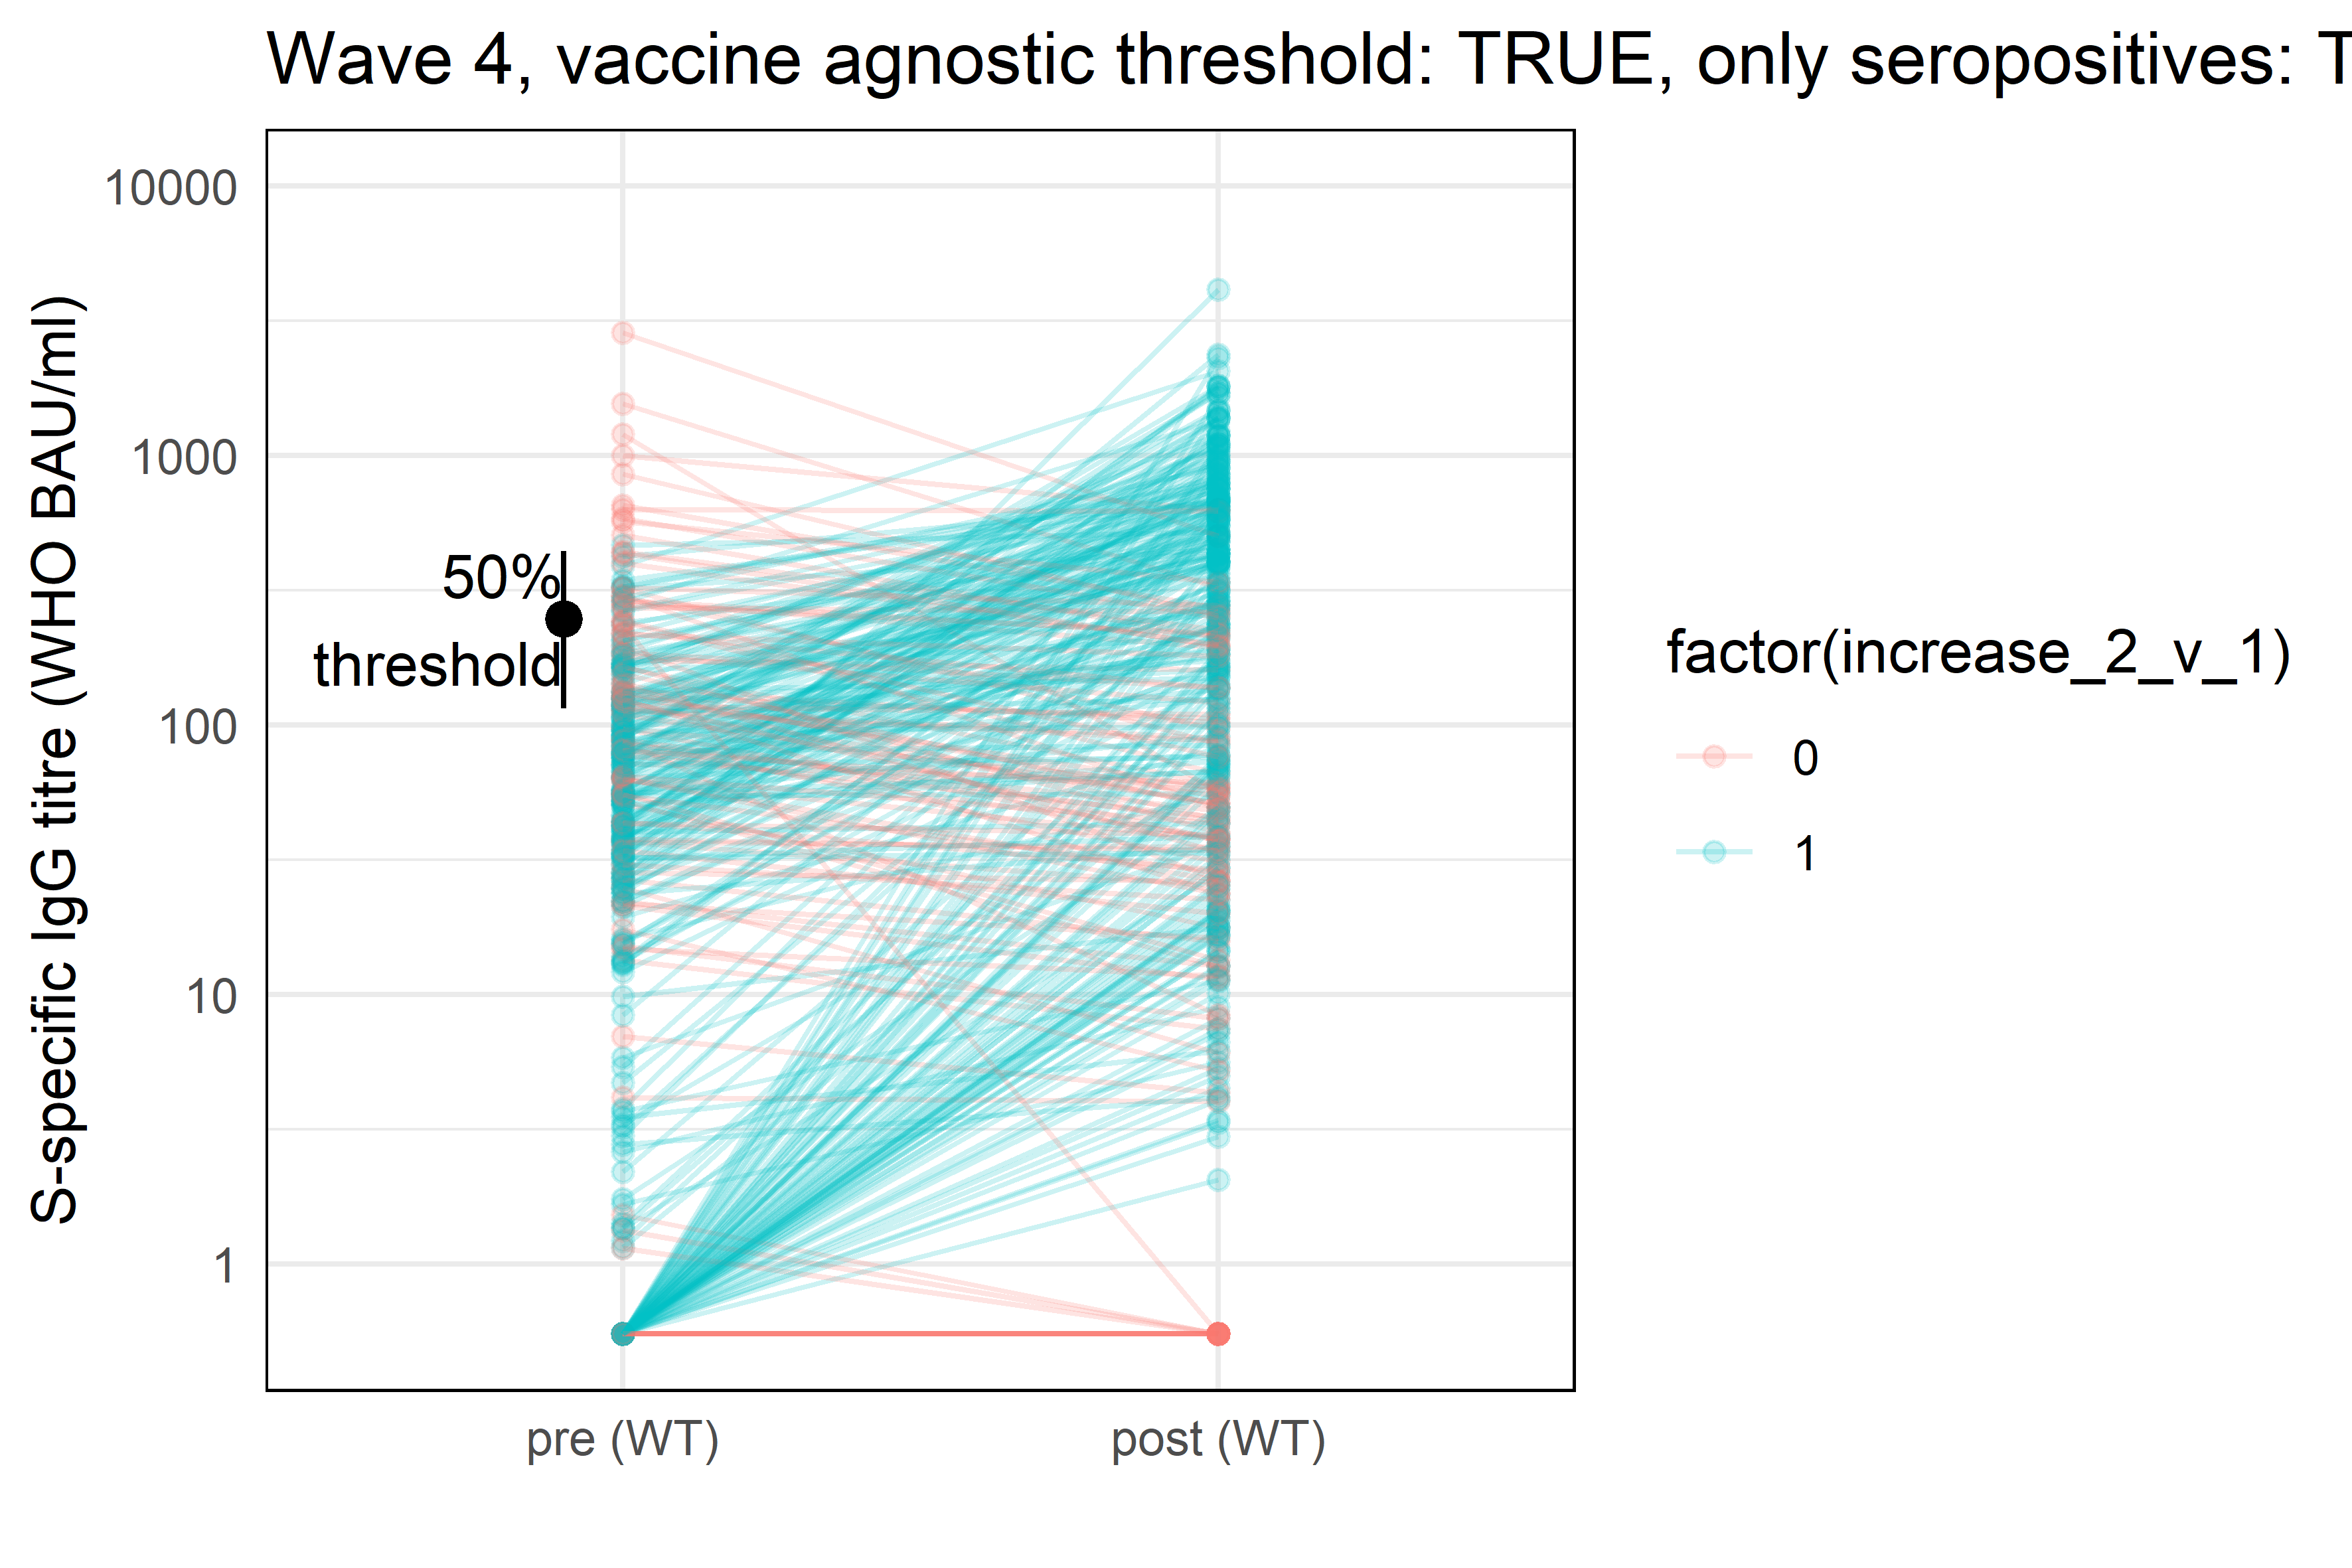 Wave 4, vaccine agnostic threshold: TRUE, only seropositives: T
S-specific IgG titre (WHO BAU/ml)
10000
1000
100
10
1
50%
threshold
pre (WT)
post (WT)
factor(increase_2_v_1)
0
1